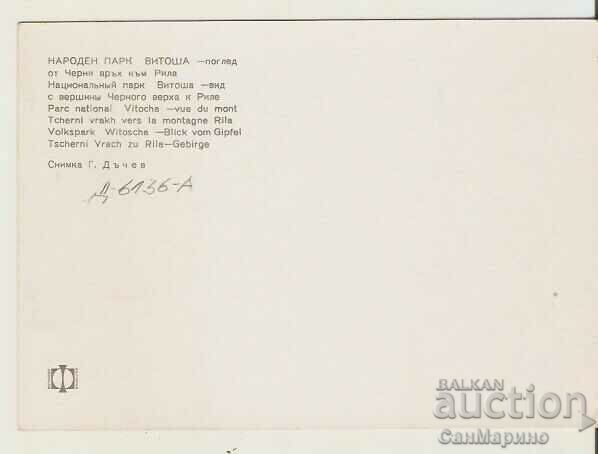 НАРОДЕН ПАРК ВИТОША —поглед
от Черни връх към Рила
Национальный парк Витоша —вид
с вершины Черного верха к Риле
Parc national Vitocha —vue du mont
Tcherni vrakh vers la montagne Rila
Volkspark Witoscha —Blick vom Gipfel
Tscherni Vrach zu Rila—Gebirge
Снимка Г. Дъчев
Д-6136-А
BALKAN
auction
СанМарино